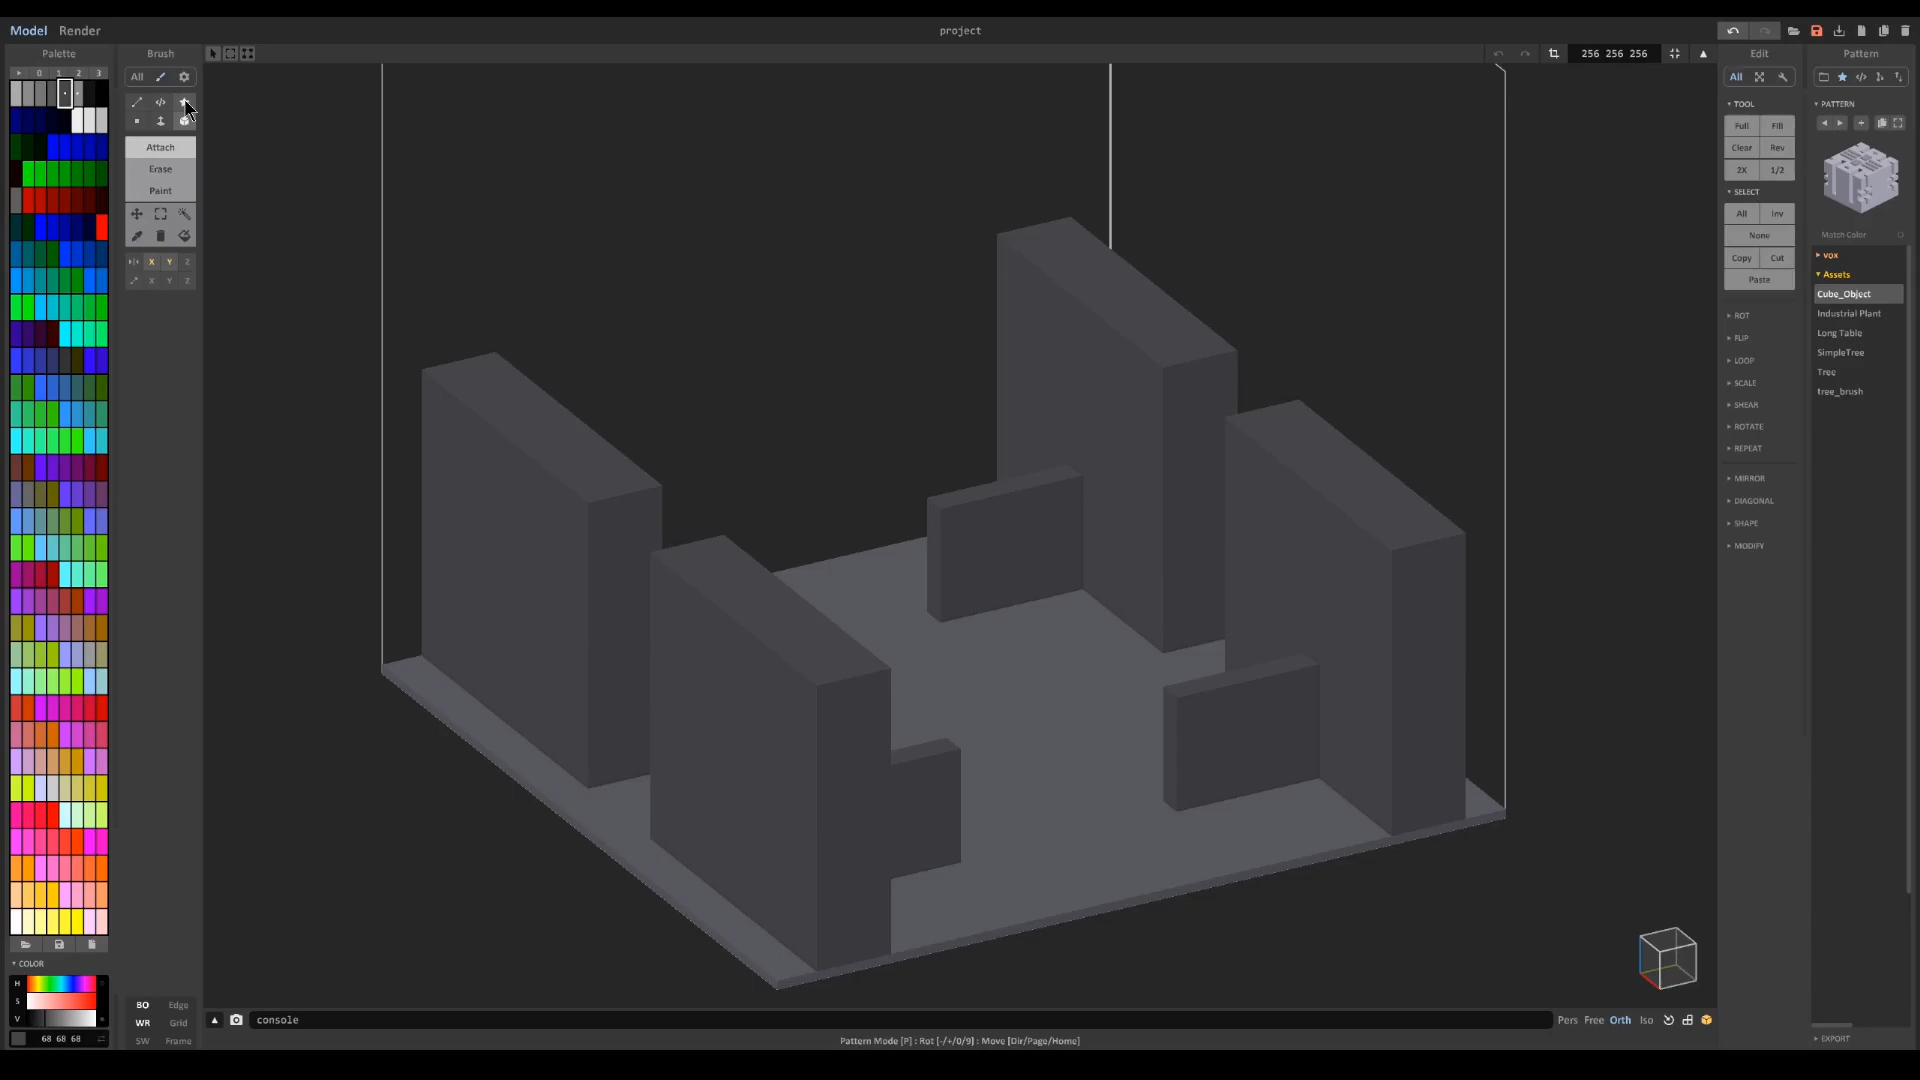 Model Render
project
Palette
Brush
256 256 256
Edit
Pattern
0 1 2 3
All
All
TOOL
PATTERN
Full Fill
Clear Rev
2X 1/2
Attach
Erase
Paint
SELECT
All Inv
None
Copy Cut
Paste
Match Color
vox
Assets
Cube_Object
Industrial Plant
Long Table
SimpleTree
Tree
tree_brush
X Y Z
X Y Z
ROT
FLIP
LOOP
SCALE
SHEAR
ROTATE
REPEAT
MIRROR
DIAGONAL
SHAPE
MODIFY
COLOR
H
S
V
68 68 68
BO Edge
WR Grid
SW Frame
console
Pers Free Orth Iso
Pattern Mode [P] : Rot [-/+/0/9] : Move [Dir/Page/Home]
EXPORT